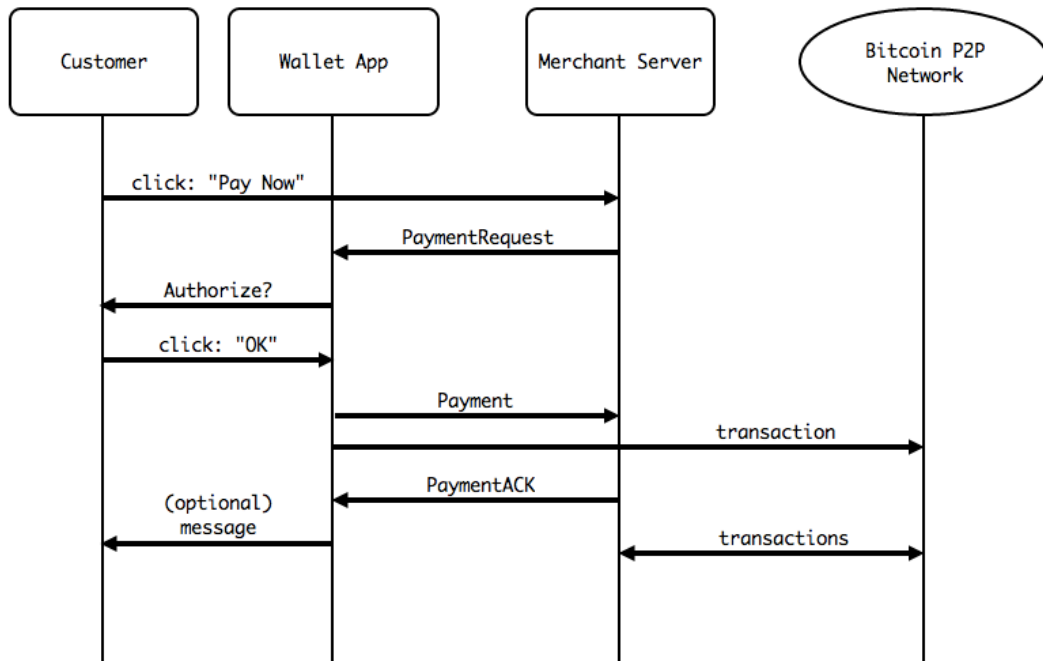 Customer
Wallet App
Merchant Server
Bitcoin P2P
Network
click: "Pay Now"
PaymentRequest
Authorize?
click: "OK"
Payment
transaction
PaymentACK
(optional)
message
transactions